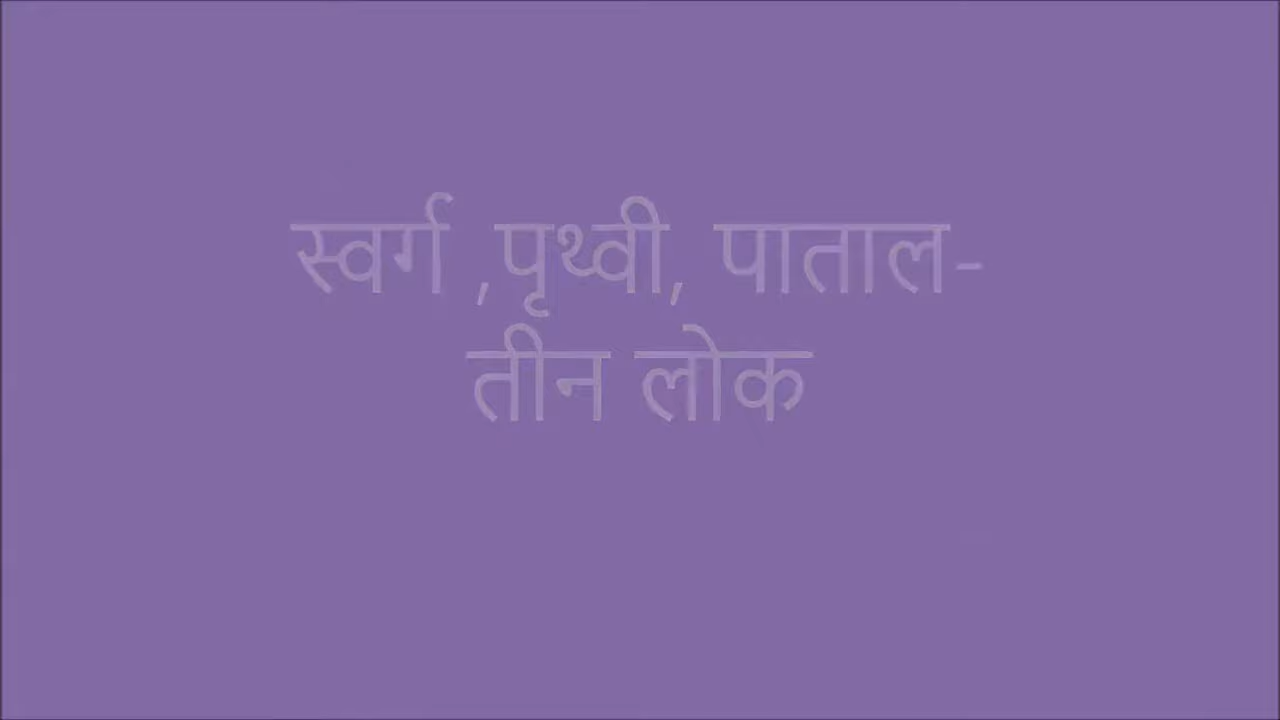 स्वर्ग ,पृथ्वी, पाताल-
तीन लोक